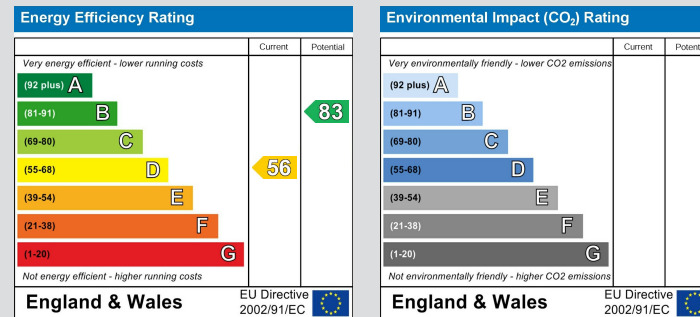 Energy Efficiency Rating
Current Potential
Very energy efficient - lower running costs
(92 plus) A
(81-91) B
83
(69-80) C
(55-68) D
56
(39-54) E
(21-38) F
(1-20) G
Not energy efficient - higher running costs
England & Wales
EU Directive
2002/91/EC
Environmental Impact (CO₂) Rating
Current Potent
Very environmentally friendly - lower CO2 emissions
(92 plus) A
(81-91) B
(69-80) C
(55-68) D
(39-54) E
(21-38) F
(1-20) G
Not environmentally friendly - higher CO2 emissions
England & Wales
EU Directive
2002/91/EC